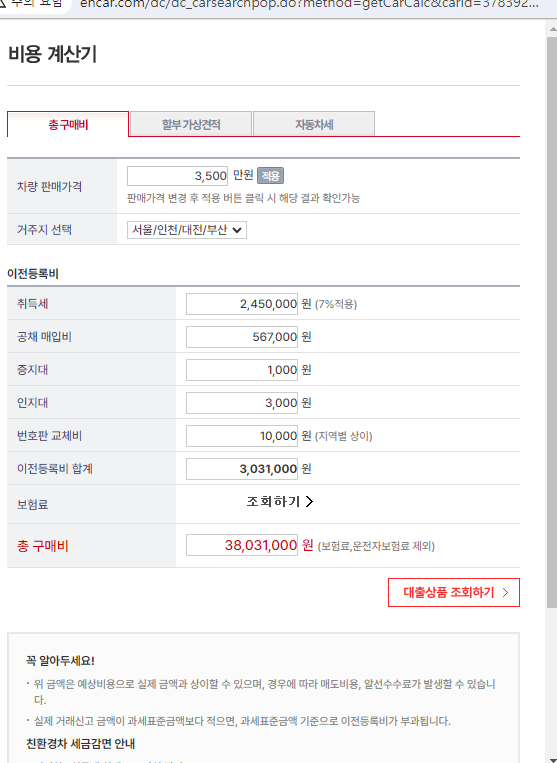 주의 요함
encar.com/dc/dc_carsearchpop.do?method=getCarCalc&carid=378392...
비용 계산기
총 구매비 할부 가상견적 자동차세
차량 판매가격 3,500 만원 적용
판매가격 변경 후 적용 버튼 클릭 시 해당 결과 확인가능
거주지 선택 서울/인천/대전/부산
이전등록비
취득세 2,450,000 원 (7%적용)
공채 매입비 567,000 원
증지대 1,000 원
인지대 3,000 원
번호판 교체비 10,000 원 (지역별 상이)
이전등록비 합계 3,031,000 원
보험료 조회하기 >
총 구매비 38,031,000 원 (보험료,운전자보험료 제외)
대출상품 조회하기 >
꼭 알아두세요!
· 위 금액은 예상비용으로 실제 금액과 상이할 수 있으며, 경우에 따라 매도비용, 알선수수료가 발생할 수 있습니
다.
· 실제 거래신고 금액이 과세표준금액보다 적으면, 과세표준금액 기준으로 이전등록비가 부과됩니다.
친환경차 세금감면 안내